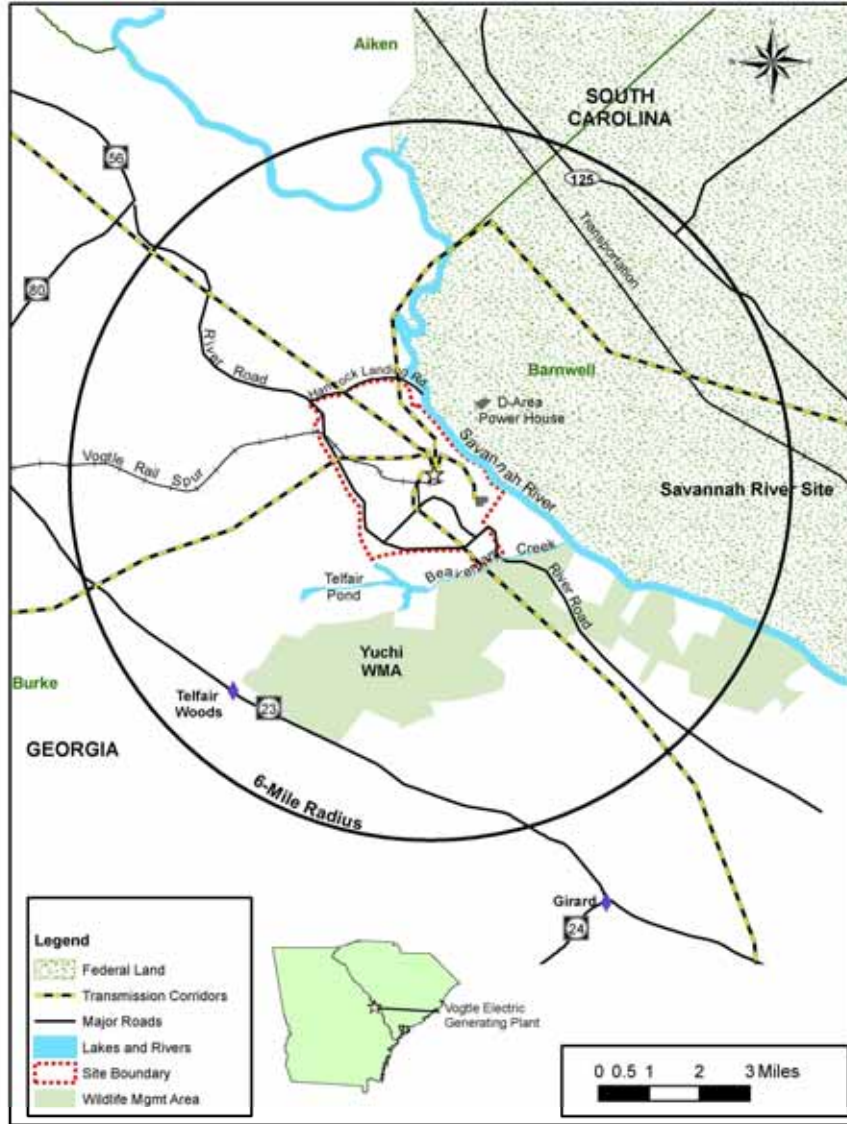 Aiken
SOUTH
CAROLINA
56
125
Transportation
80
River Road
Hancock Landing Rd.
Barnwell
D-Area
Power House
Savannah River
Vogtle Rail Spur
Savannah River Site
Creek
Telfair
Pond
River Road
Yuchi
WMA
Burke
Telfair
Woods
23
GEORGIA
6-Mile Radius
Girard
24
Legend
Federal Land
Transmission Corridors
Major Roads
Lakes and Rivers
Site Boundary
Wildlife Mgmt Area
Vogtle Electric
Generating Plant
0 0.5 1 2 3 Miles